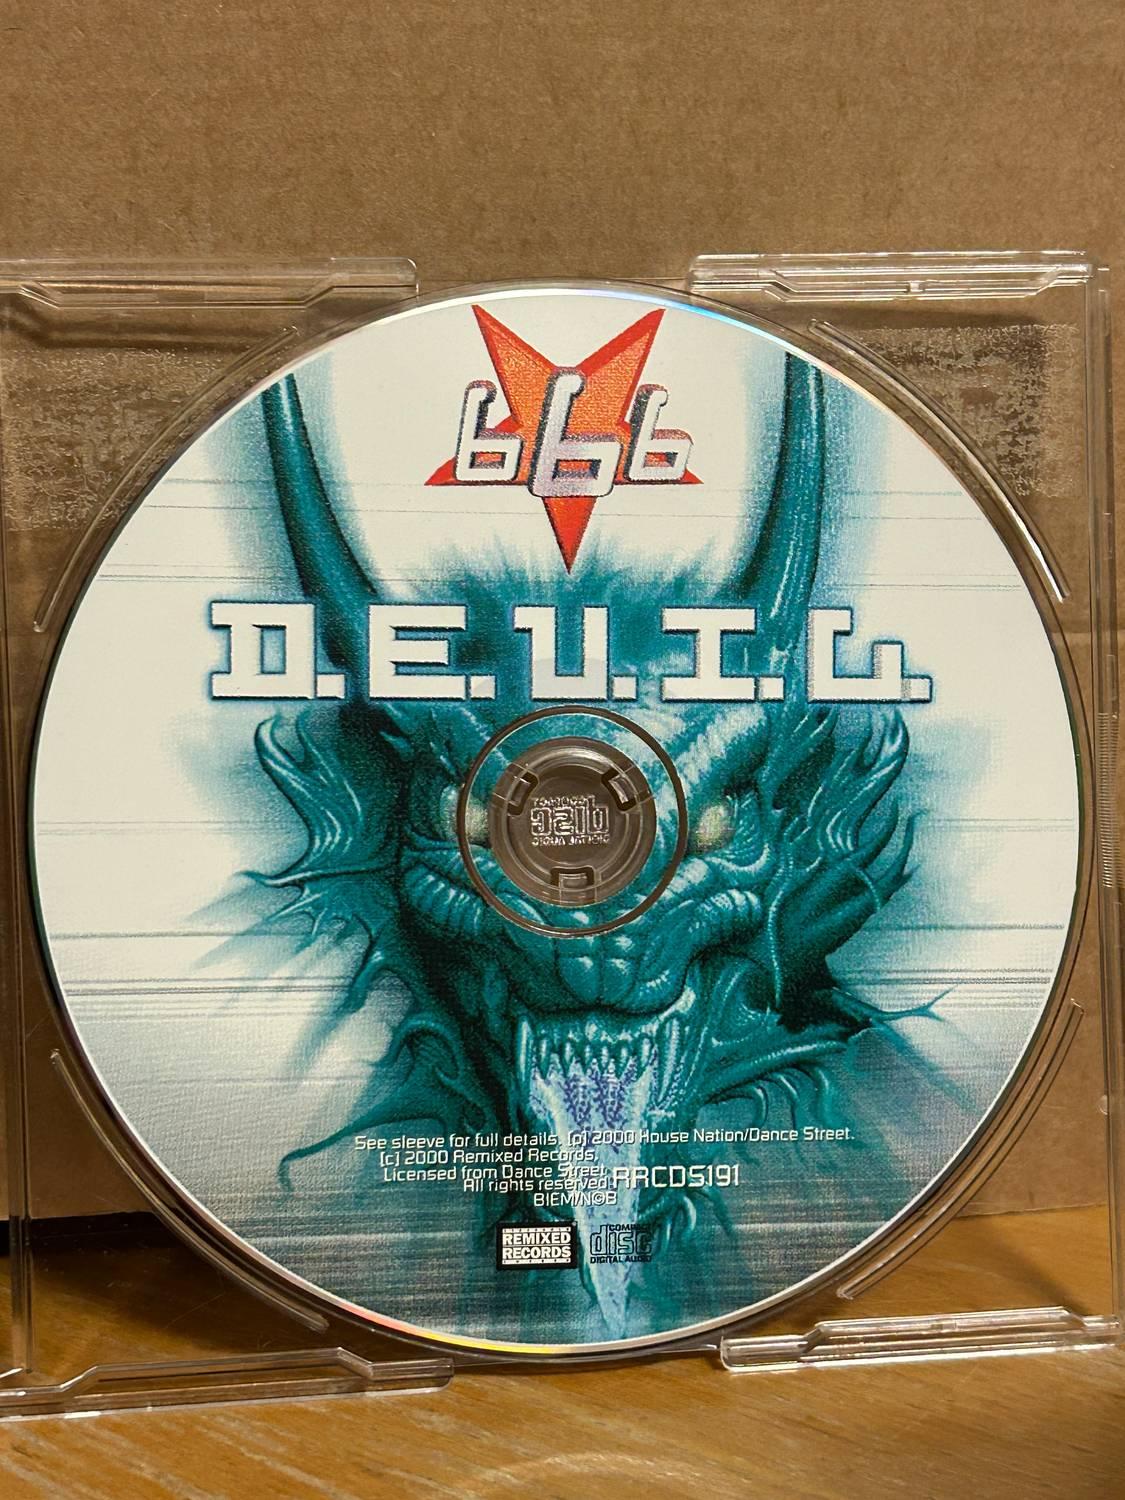 666
D.E.V.I.L.
See sleeve for full details. [p] 2000 House Nation/Dance Street.
[c] 2000 Remixed Records.
Licensed from Dance Street.
All rights reserved. RRCDS191
BIEM/N©B
REMIXED
RECORDS
COMPACT
disc
DIGITAL AUDIO